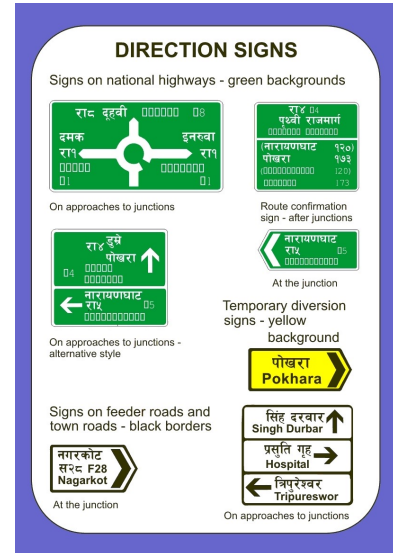 DIRECTION SIGNS
Signs on national highways - green backgrounds
रा८ दूहवी 8
दमक
रा१
1
इनरुवा
रा१
1
On approaches to junctions
रा४ 4
पृथ्वी राजमार्ग
(नारायणघाट १२०)
पोखरा १७३
120)
173
Route confirmation
sign - after junctions
रा४ डुम्रे
पोखरा
4
नारायणघाट
रा५ 5
On approaches to junctions -
alternative style
नारायणघाट
रा५ 5
At the junction
Temporary diversion
signs - yellow
background
पोखरा
Pokhara
Signs on feeder roads and
town roads - black borders
नगरकोट
स२८ F28
Nagarkot
At the junction
सिंह दरबार
Singh Durbar
प्रसुति गृह
Hospital
त्रिपुरेश्वर
Tripureswor
On approaches to junctions